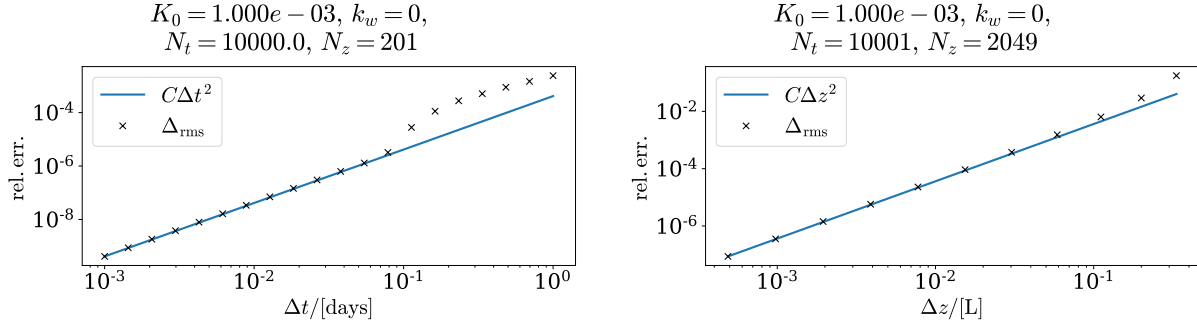 K_0 = 1.000e − 03, k_w = 0,
N_t = 10000.0, N_z = 201
CΔt^2
Δ_rms
rel. err.
10^−4
10^−6
10^−8
10^−3
10^−2
10^−1
10^0
Δt/[days]
K_0 = 1.000e − 03, k_w = 0,
N_t = 10001, N_z = 2049
CΔz^2
Δ_rms
rel. err.
10^−2
10^−4
10^−6
10^−3
10^−2
10^−1
Δz/[L]